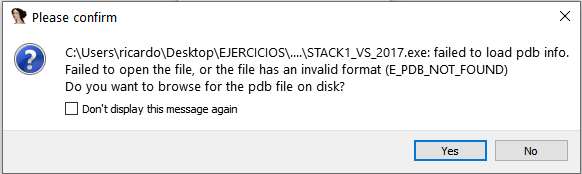 Please confirm
C:\Users\ricardo\Desktop\EJERCICIOS\....\STACK1_VS_2017.exe: failed to load pdb info.
Failed to open the file, or the file has an invalid format (E_PDB_NOT_FOUND)
Do you want to browse for the pdb file on disk?
Don't display this message again
Yes No